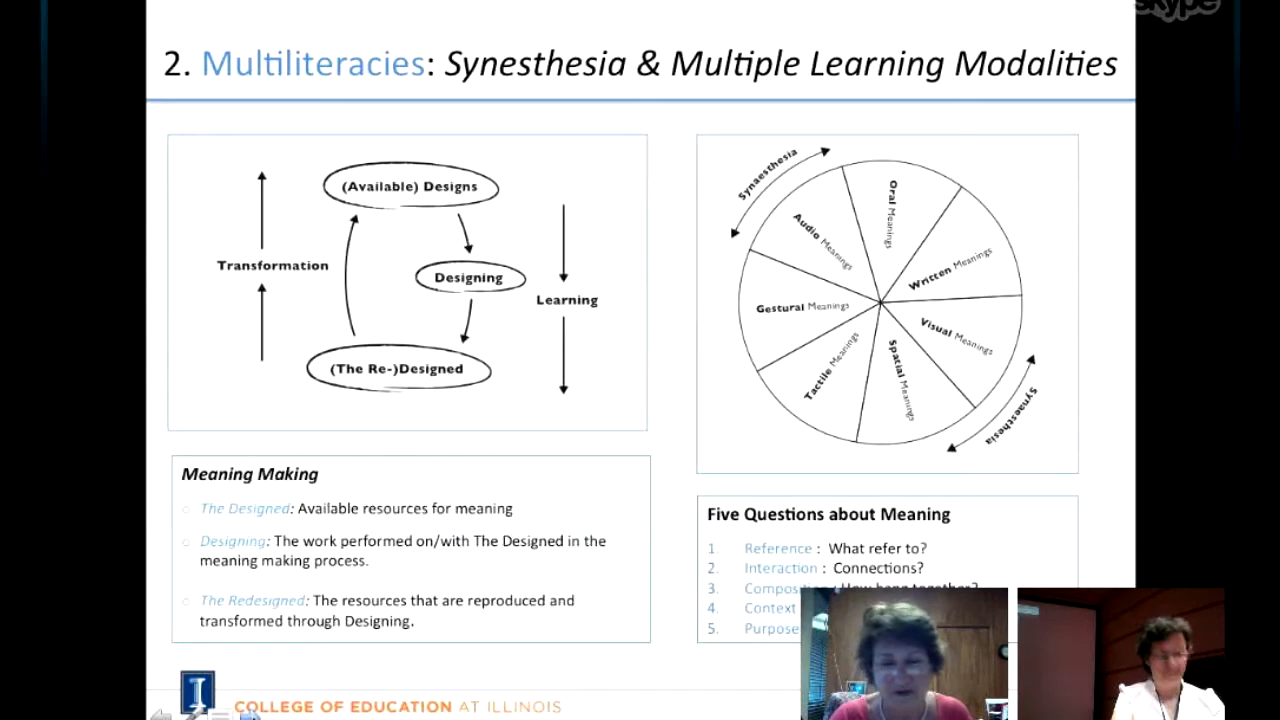 skype
2. Multiliteracies: Synesthesia & Multiple Learning Modalities
(Available) Designs
Transformation
Designing
Learning
(The Re-)Designed
Synaesthesia
Oral Meanings
Audio Meanings
Written Meanings
Gestural Meanings
Visual Meanings
Tactile Meanings
Spatial Meanings
Synaesthesia
Meaning Making
The Designed: Available resources for meaning
Designing: The work performed on/with The Designed in the
meaning making process.
The Redesigned: The resources that are reproduced and
transformed through Designing.
Five Questions about Meaning
1 Reference : What refer to?
2. Interaction : Connections?
3.
4. Context
5. Purpose
I
COLLEGE OF EDUCATION AT ILLINOIS